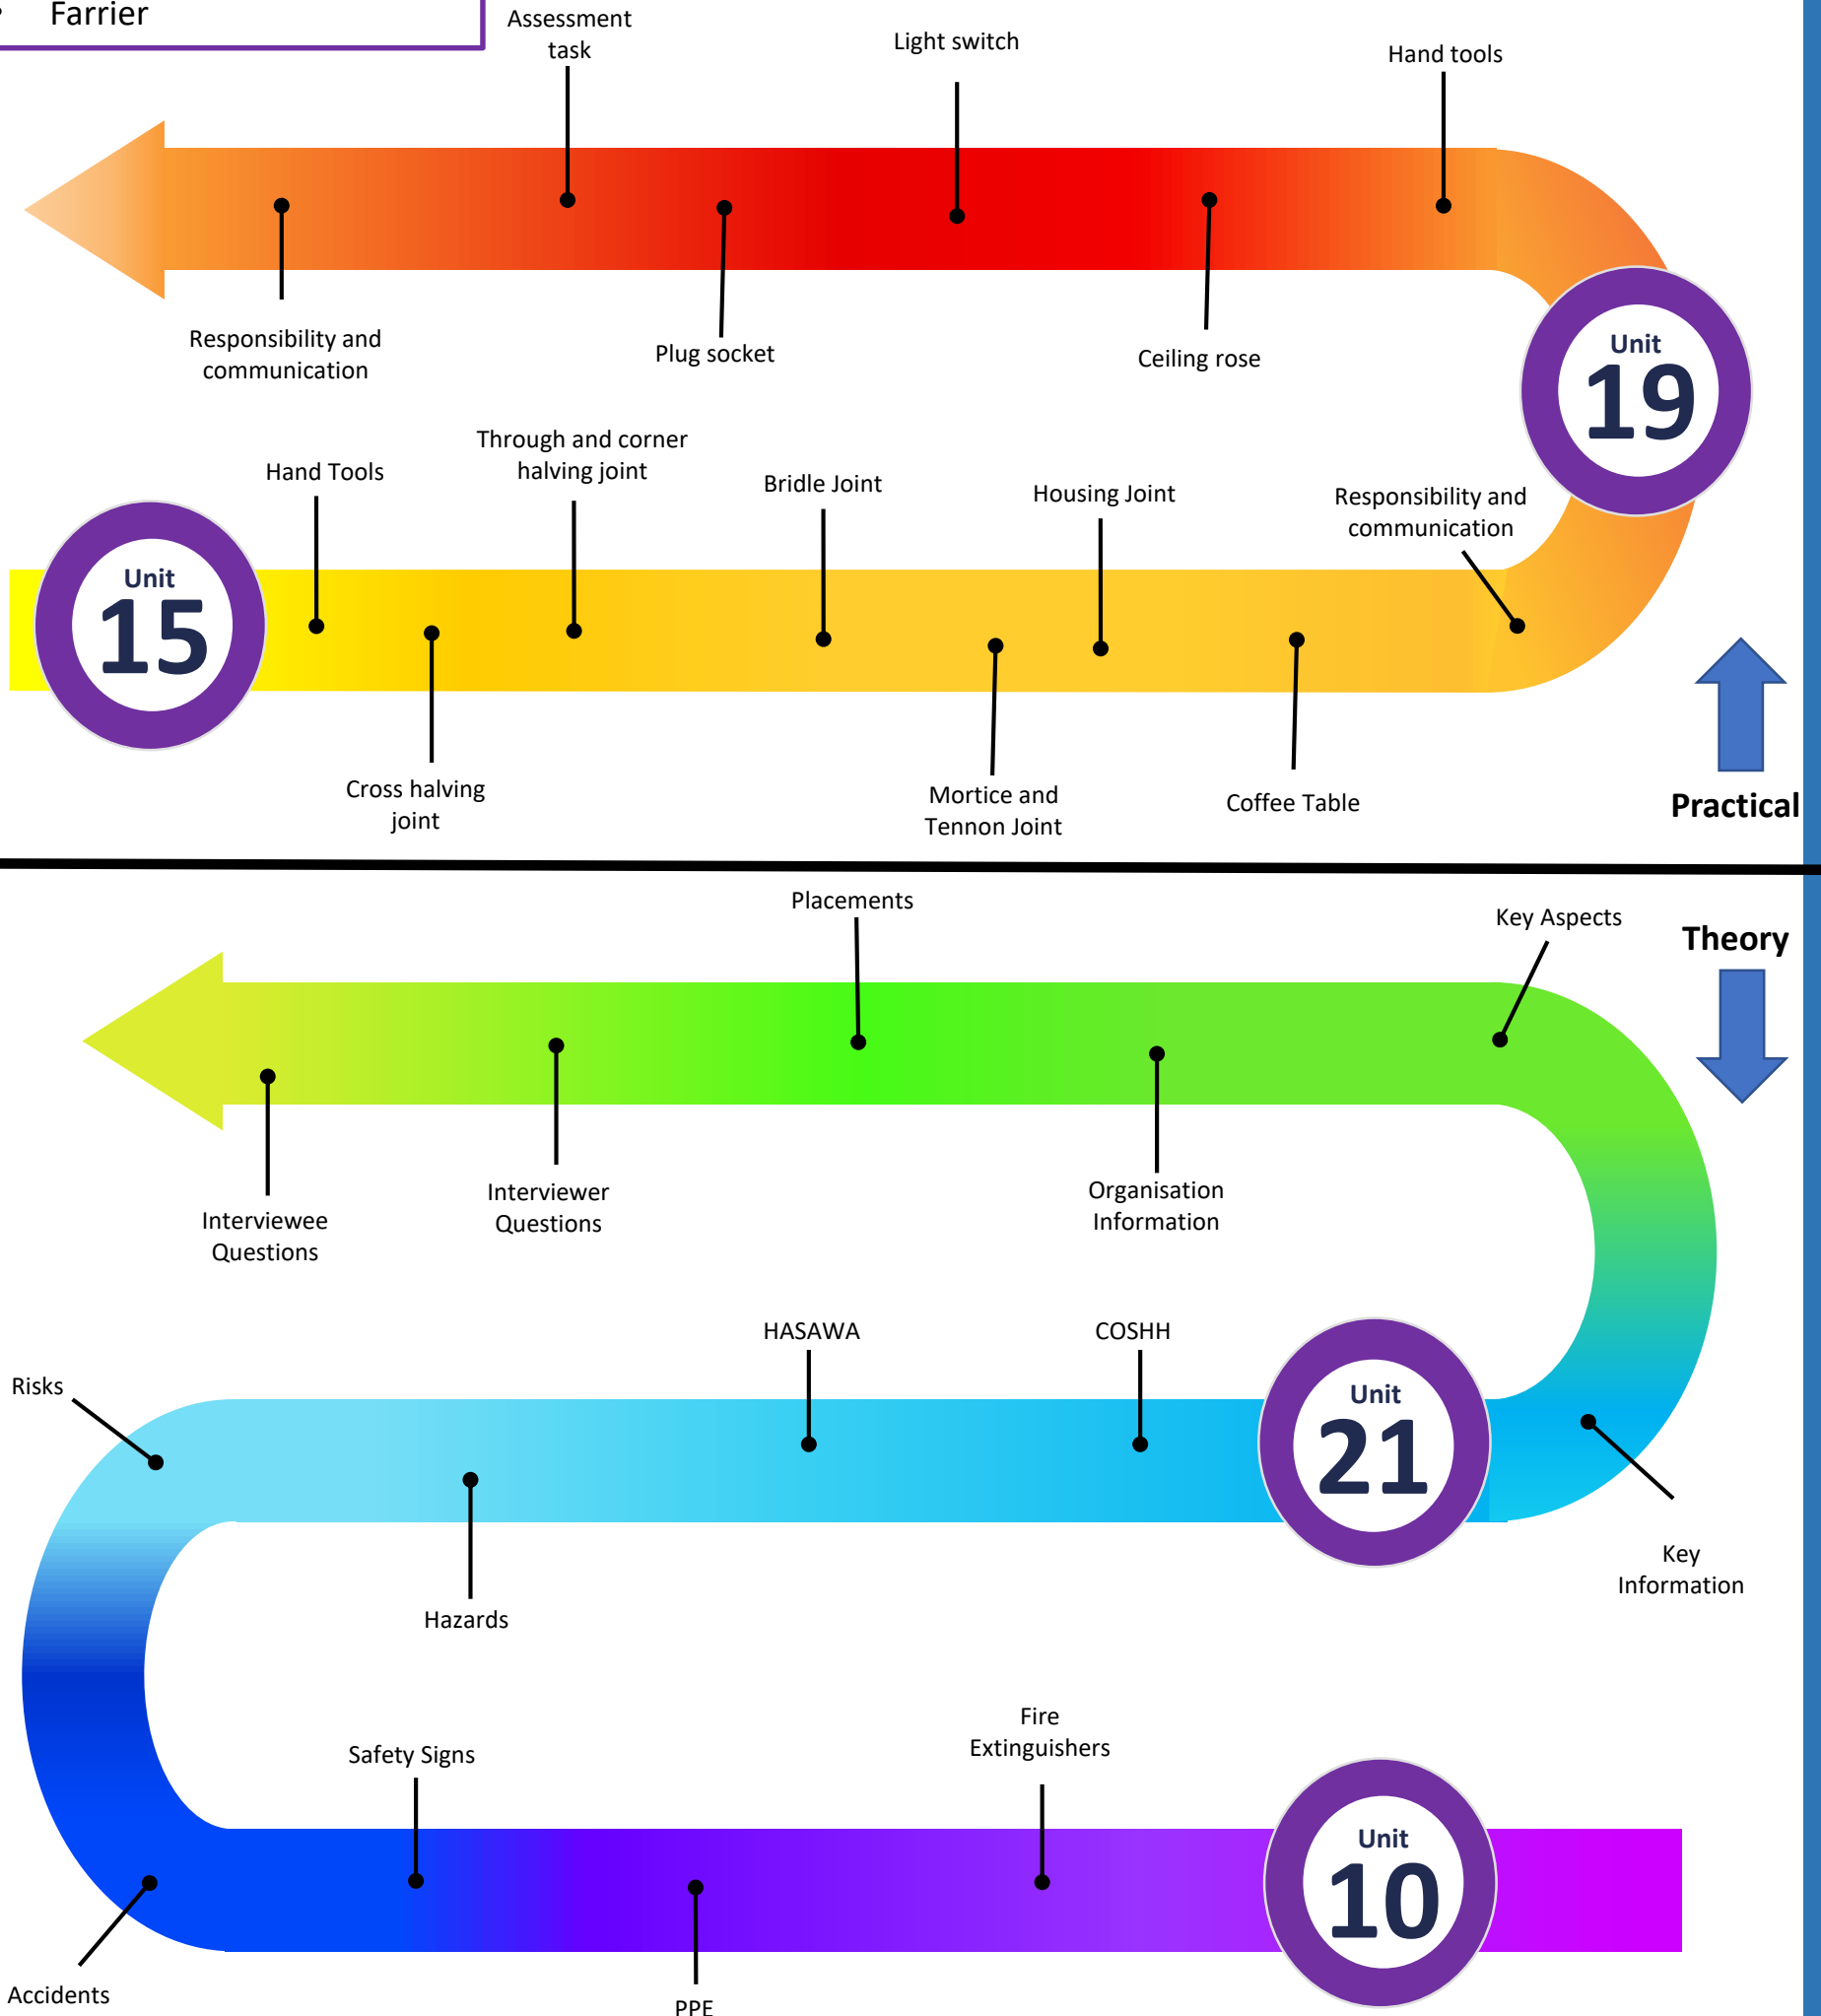 • Farrier
Assessment
task
Light switch
Hand tools
Responsibility and
communication
Plug socket
Ceiling rose
Unit
19
Hand Tools
Through and corner
halving joint
Bridle Joint
Housing Joint
Responsibility and
communication
Unit
15
Cross halving
joint
Mortice and
Tennon Joint
Coffee Table
Practical
Placements
Key Aspects
Theory
Interviewee
Questions
Interviewer
Questions
Organisation
Information
HASAWA
COSHH
Risks
Unit
21
Hazards
Key
Information
Safety Signs
Fire
Extinguishers
Unit
10
Accidents
PPE